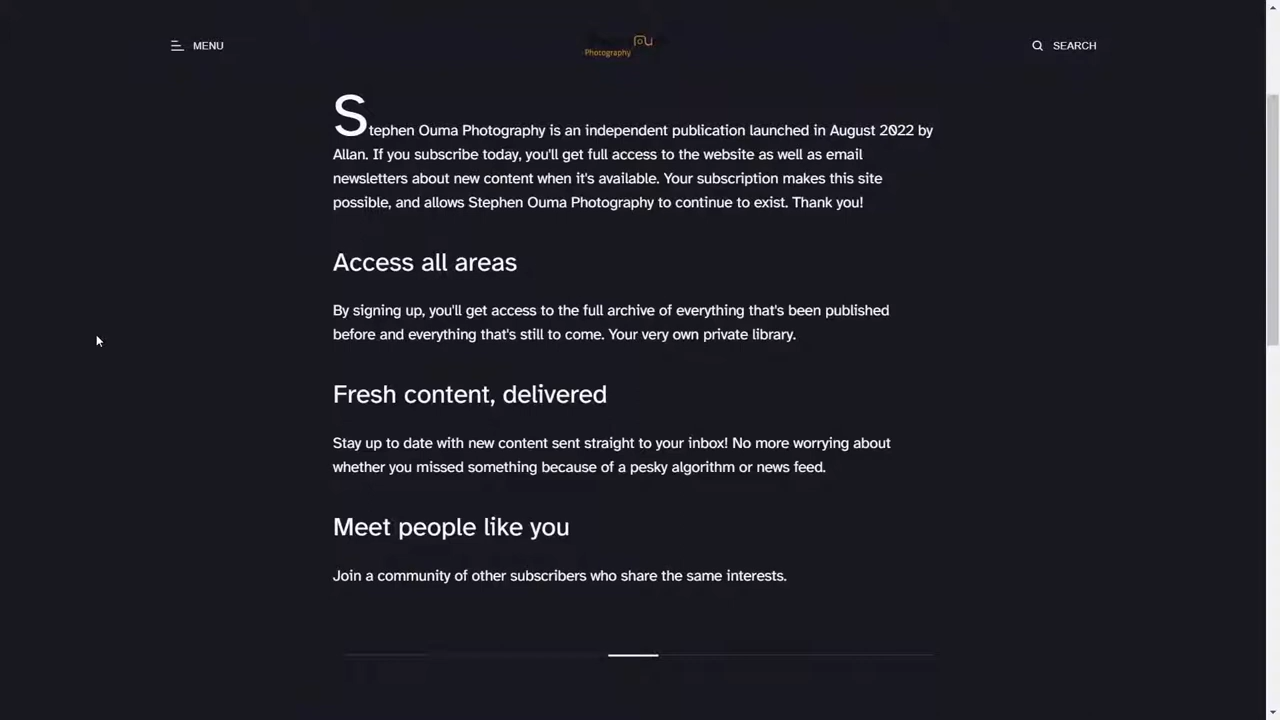 MENU
Photography
SEARCH
Stephen Ouma Photography is an independent publication launched in August 2022 by
Allan. If you subscribe today, you'll get full access to the website as well as email
newsletters about new content when it's available. Your subscription makes this site
possible, and allows Stephen Ouma Photography to continue to exist. Thank you!
Access all areas
By signing up, you'll get access to the full archive of everything that's been published
before and everything that's still to come. Your very own private library.
Fresh content, delivered
Stay up to date with new content sent straight to your inbox! No more worrying about
whether you missed something because of a pesky algorithm or news feed.
Meet people like you
Join a community of other subscribers who share the same interests.